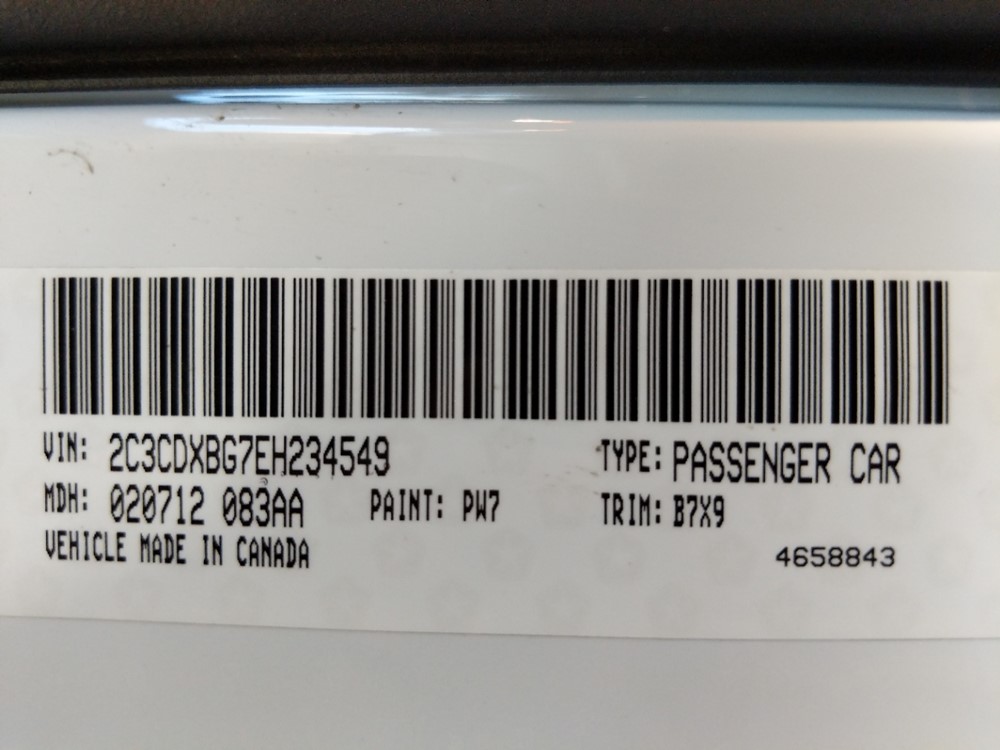 VIN: 2C3CDXBG7EH234549 TYPE: PASSENGER CAR
MDH: 020712 083AA PAINT: PW7 TRIM: B7X9
VEHICLE MADE IN CANADA 4658843